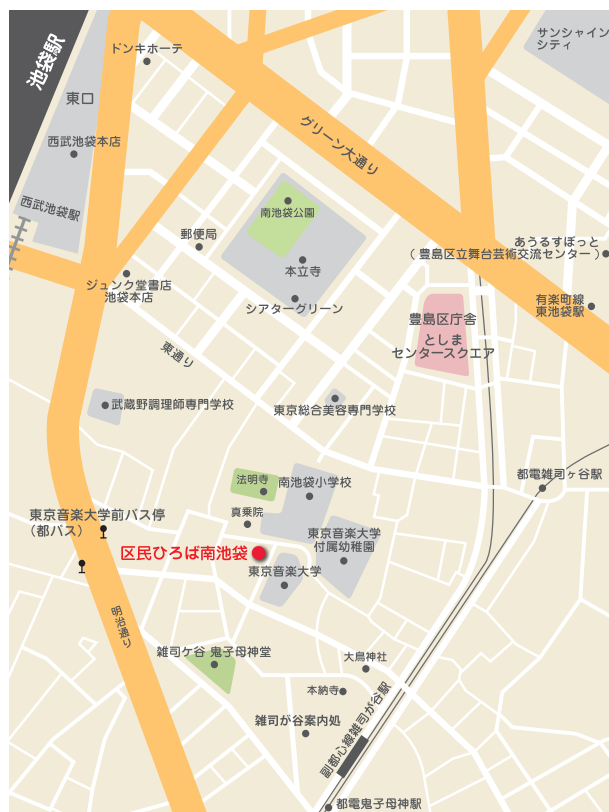 池袋駅
ドンキホーテ
サンシャイン
シティ
東口
西武池袋本店
グリーン大通り
西武池袋駅
南池袋公園
郵便局
あうるすぽっと
(豊島区立舞台芸術交流センター)
本立寺
ジュンク堂書店
池袋本店
シアターグリーン
有楽町線
東池袋駅
豊島区庁舎
としま
センタースクエア
東通り
武蔵野調理師専門学校
東京総合美容専門学校
法明寺
南池袋小学校
都電雑司ヶ谷駅
真乗院
東京音楽大学前バス停
(都バス)
東京音楽大学
付属幼稚園
区民ひろば南池袋
東京音楽大学
明治通り
雑司ケ谷 鬼子母神堂
大鳥神社
本納寺
雑司が谷案内処
副都心線雑司が谷駅
都電鬼子母神駅